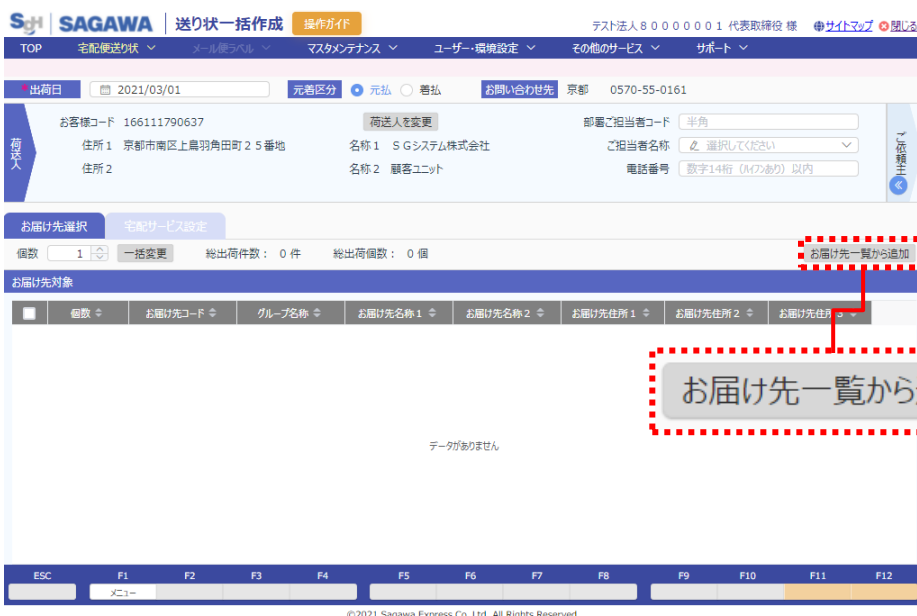 SGH SAGAWA 送り状一括作成 操作ガイド テスト法人８００００００１ 代表取締役 様 サイトマップ 閉じる
TOP 宅配便送り状 メール便ラベル マスタメンテナンス ユーザー・環境設定 その他のサービス サポート
*出荷日 2021/03/01 元着区分 元払 着払 お問い合わせ先 京都 0570-55-0161
荷送人
お客様コード 166111790637 荷送人を変更 部署ご担当者コード 半角
住所１ 京都市南区上鳥羽角田町２５番地 名称１ ＳＧシステム株式会社 ご担当者名称 選択してください
住所２ 名称２ 顧客ユニット 電話番号 数字14桁（ハイフンあり）以内
ご依頼主
お届け先選択 宅配サービス設定
個数 1 一括変更 総出荷件数： 0 件 総出荷個数： 0 個 お届け先一覧から追加
お届け先対象
個数 お届け先コード グループ名称 お届け先名称１ お届け先名称２ お届け先住所１ お届け先住所２ お届け先住所３
お届け先一覧から
データがありません
ESC F1 F2 F3 F4 F5 F6 F7 F8 F9 F10 F11 F12
メニュー
©2021 Sagawa Express Co.,Ltd. All Rights Reserved.